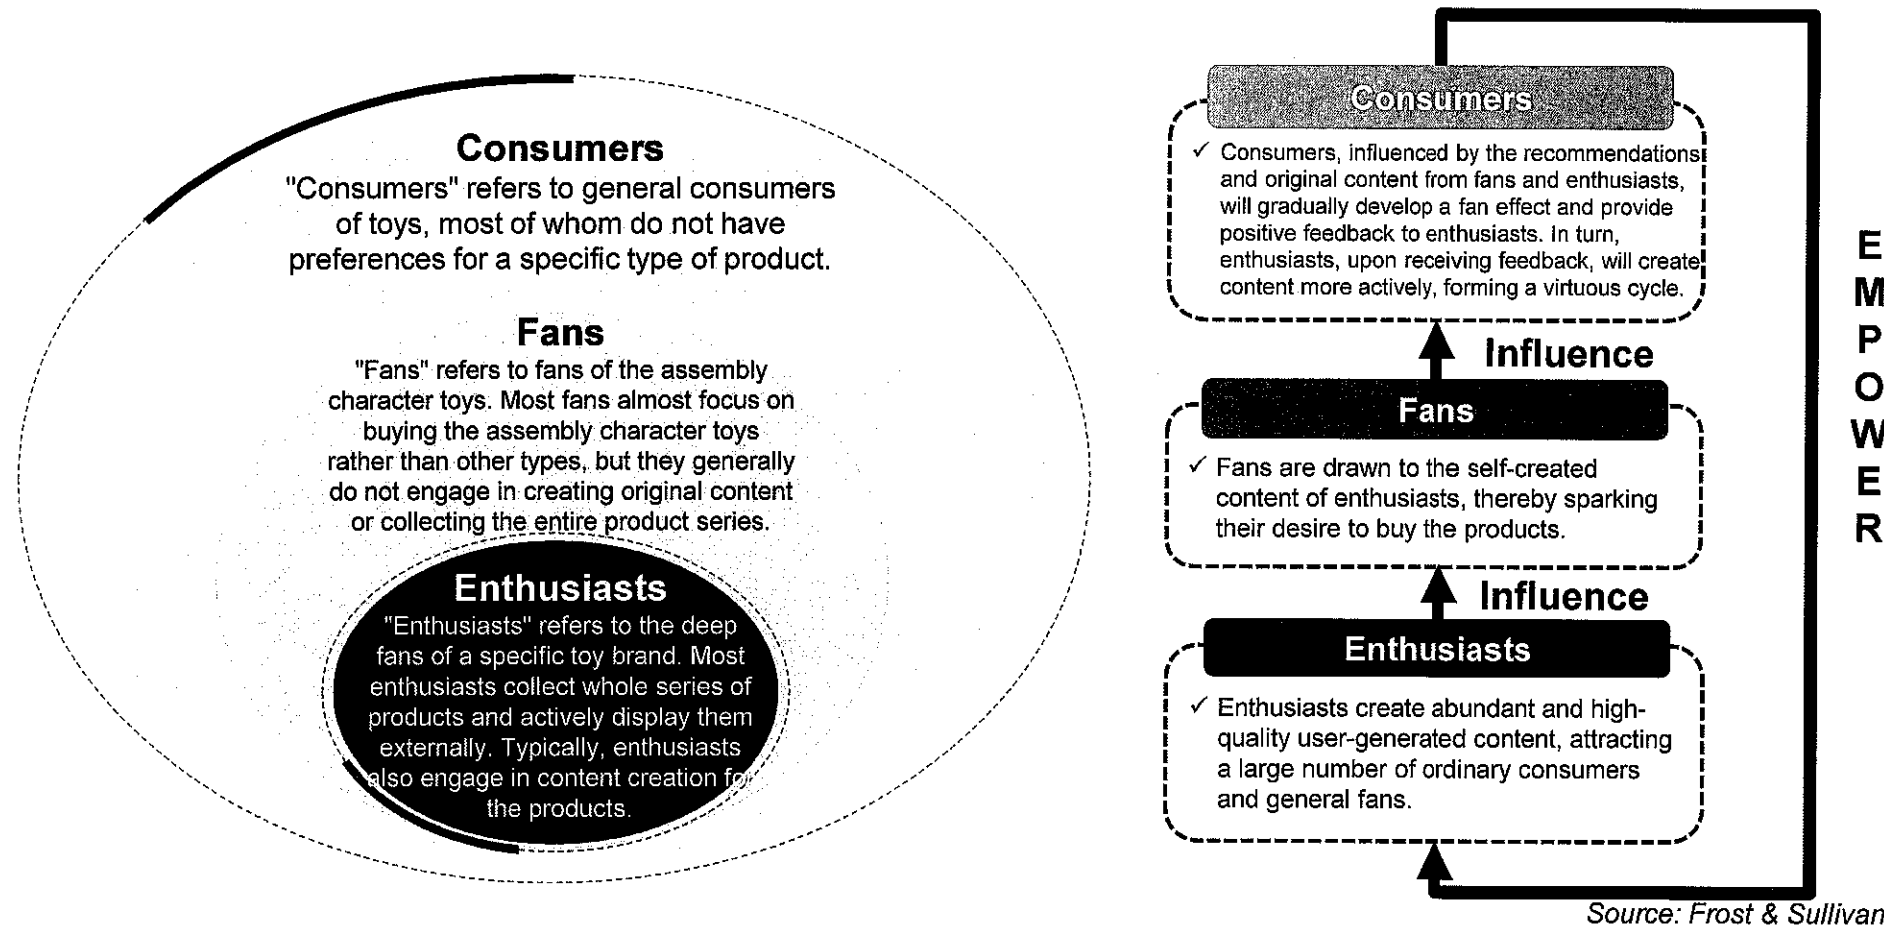 Consumers
"Consumers" refers to general consumers
of toys, most of whom do not have
preferences for a specific type of product.
Fans
"Fans" refers to fans of the assembly
character toys. Most fans almost focus on
buying the assembly character toys
rather than other types, but they generally
do not engage in creating original content
or collecting the entire product series.
Enthusiasts
"Enthusiasts" refers to the deep
fans of a specific toy brand. Most
enthusiasts collect whole series of
products and actively display them
externally. Typically, enthusiasts
also engage in content creation for
the products.
Consumers
✓ Consumers, influenced by the recommendations
and original content from fans and enthusiasts,
will gradually develop a fan effect and provide
positive feedback to enthusiasts. In turn,
enthusiasts, upon receiving feedback, will create
content more actively, forming a virtuous cycle.
Influence
Fans
✓ Fans are drawn to the self-created
content of enthusiasts, thereby sparking
their desire to buy the products.
Influence
Enthusiasts
✓ Enthusiasts create abundant and high-
quality user-generated content, attracting
a large number of ordinary consumers
and general fans.
EMPOWER
Source: Frost & Sullivan